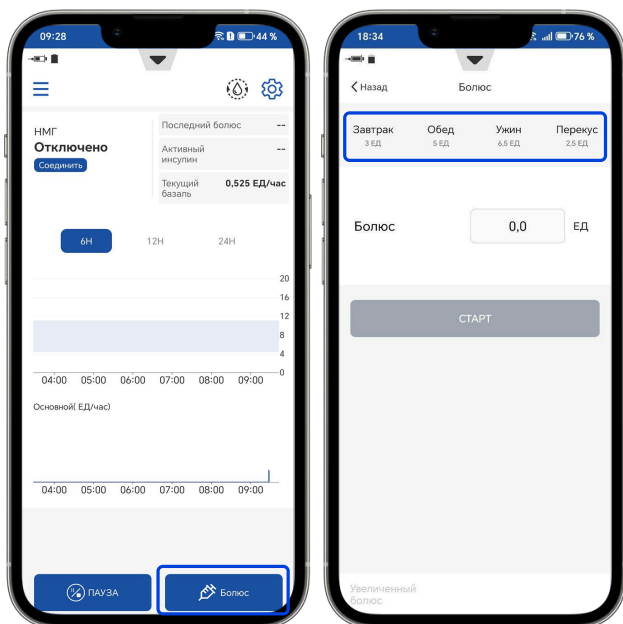 09:28
44 %
НМГ
Отключено
Соединить
Последний болюс --
Активный
инсулин --
Текущий
базаль 0,525 ЕД/час
6H 12H 24H
20
16
12
8
4
0
04:00 05:00 06:00 07:00 08:00 09:00
Основной( ЕД/час)
04:00 05:00 06:00 07:00 08:00 09:00
ПАУЗА
Болюс
18:34
76 %
Назад
Болюс
Завтрак Обед Ужин Перекус
3 ЕД 5 ЕД 6,5 ЕД 2,5 ЕД
Болюс 0,0 ЕД
СТАРТ
Увеличенный
болюс